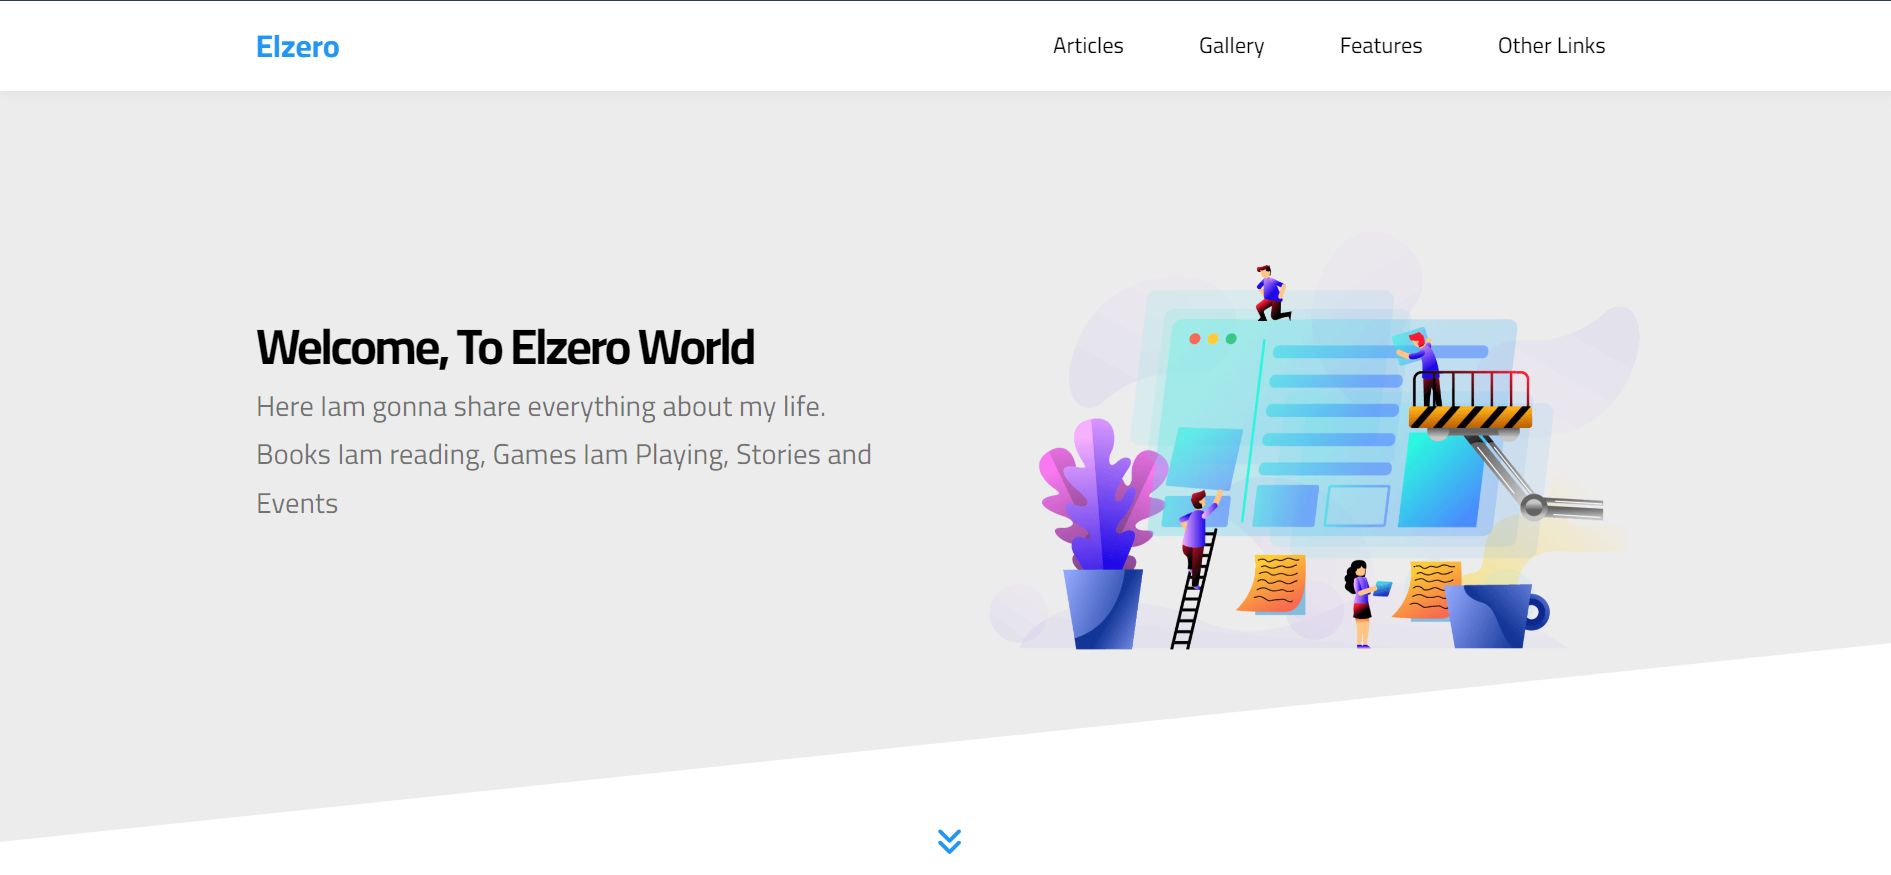 Elzero
Articles
Gallery
Features
Other Links
Welcome, To Elzero World
Here Iam gonna share everything about my life.
Books Iam reading, Games Iam Playing, Stories and
Events